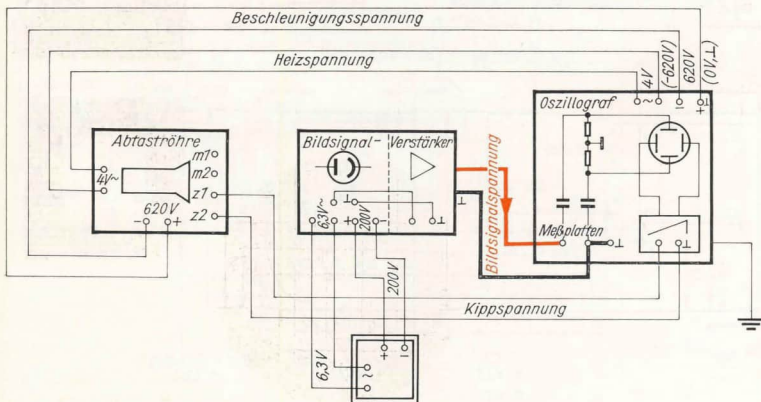 Beschleunigungsspannung
Heizspannung
4V
(-620V)
620V
(0V,⊥)
~
–
+
⊥
Oszillograf
Abtaströhre
4V~
m1
m2
z1
z2
620V
– +
Bildsignal-
Verstärker
6,3V~
+ 200V –
⊥
⊥
⊥
Bildsignalspannung
Meßplatten
⊥
⊥
200V
6,3V
Kippspannung
+ –
~